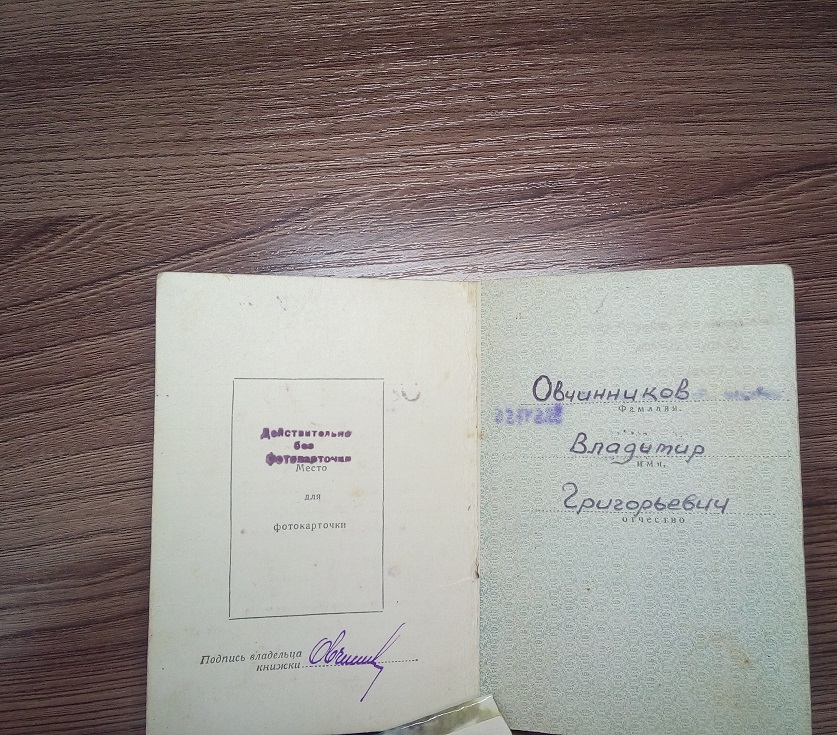 Действительно
без
фотокарточки
Место
для
фотокарточки
Подпись владельца
книжки
Овчинников
Фамилия.
Владимир
имя.
Григорьевич
отчество